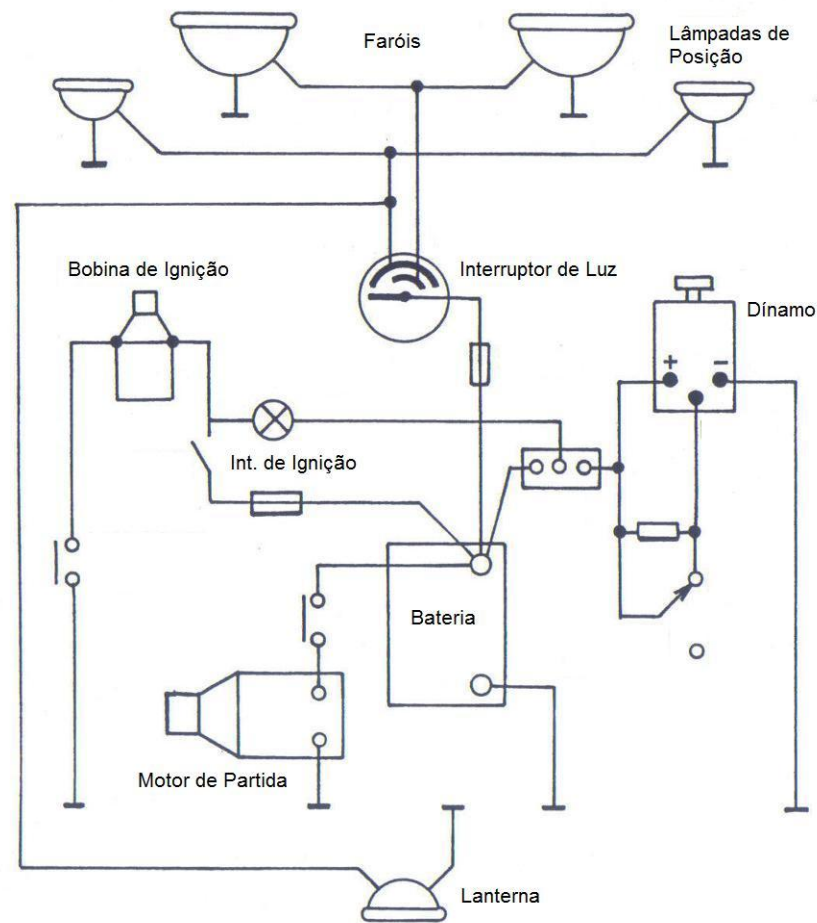 Faróis
Lâmpadas de
Posição
Bobina de Ignição
Interruptor de Luz
Dínamo
+ −
Int. de Ignição
Bateria
Motor de Partida
Lanterna